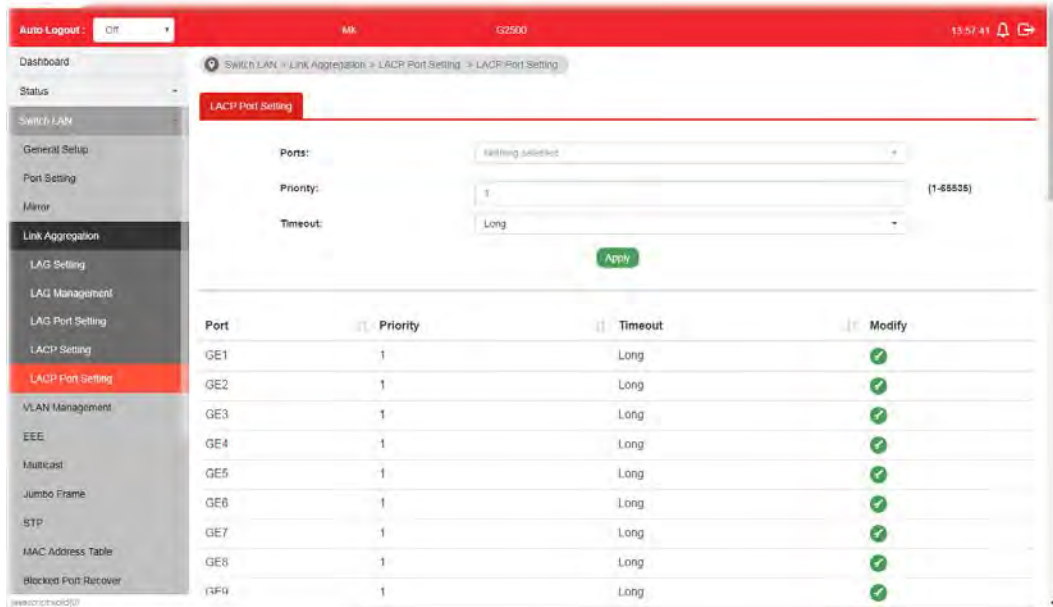 Auto Logout : Off MK G2500 13:57:41
Dashboard
Switch LAN > Link Aggregation > LACP Port Setting > LACP Port Setting
Status
LACP Port Setting
Switch LAN
General Setup
Port Setting
Mirror
Link Aggregation
LAG Setting
LAG Management
LAG Port Setting
LACP Setting
LACP Port Setting
VLAN Management
EEE
Multicast
Jumbo Frame
STP
MAC Address Table
Blocked Port Recover
Ports: Nothing selected
Priority: 1 (1-65535)
Timeout: Long
Apply
Port Priority Timeout Modify
GE1 1 Long
GE2 1 Long
GE3 1 Long
GE4 1 Long
GE5 1 Long
GE6 1 Long
GE7 1 Long
GE8 1 Long
GE9 1 Long